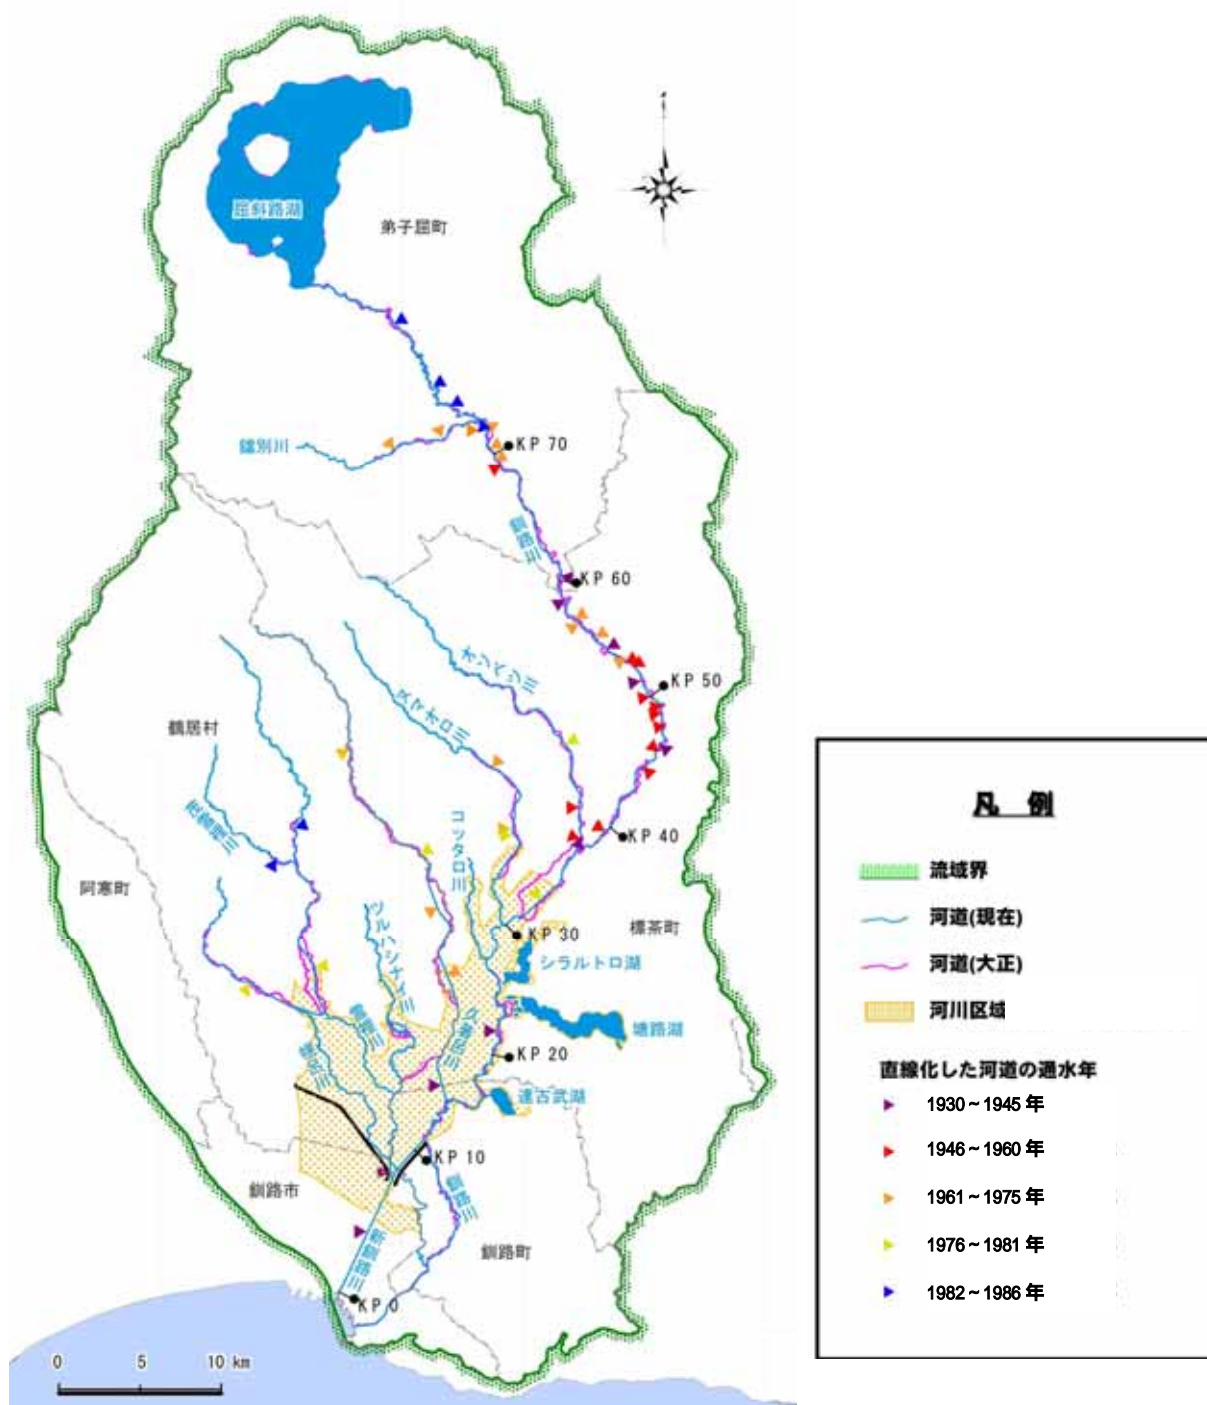 屈斜路湖
弟子屈町
鐺別川
KP 70
釧路川
KP 60
オソベツ川
KP 50
ヌマオロ川
鶴居村
コッタロ川
KP 40
阿寒町
ツルハシナイ川
KP 30
標茶町
シラルトロ湖
雪裡川
久著呂川
塘路湖
KP 20
達古武湖
KP 10
釧路市
釧路川
新釧路川
釧路町
KP 0
0 5 10 km
凡 例
流域界
河道(現在)
河道(大正)
河川区域
直線化した河道の通水年
1930~1945 年
1946~1960 年
1961~1975 年
1976~1981 年
1982~1986 年